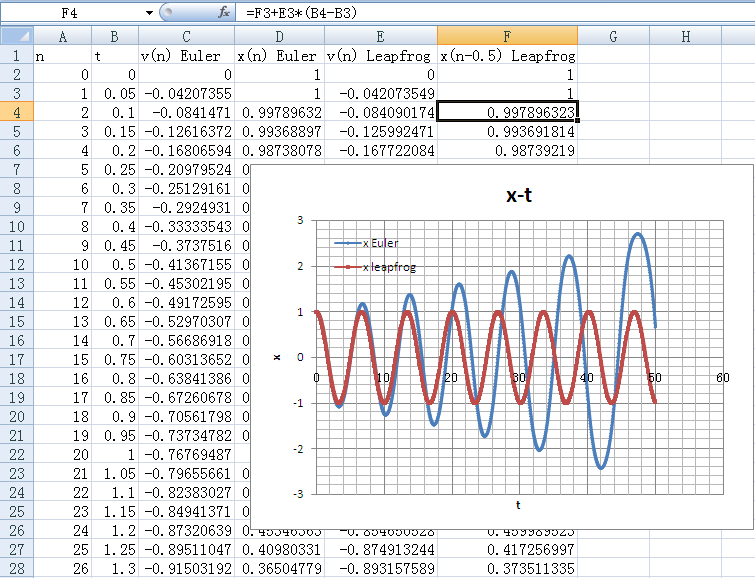 F4 fx =F3+E3*(B4-B3)
A B C D E F G H
1 n t v(n) Euler x(n) Euler v(n) Leapfrog x(n-0.5) Leapfrog
2 0 0 0 1 0 1
3 1 0.05 -0.04207355 1 -0.042073549 1
4 2 0.1 -0.0841471 0.99789632 -0.084090174 0.997896323
5 3 0.15 -0.12616372 0.99368897 -0.125992471 0.993691814
6 4 0.2 -0.16806594 0.98738078 -0.167722084 0.98739219
7 5 0.25 -0.20979524 0
8 6 0.3 -0.25129161 0
9 7 0.35 -0.2924931 0
10 8 0.4 -0.33333543 0
11 9 0.45 -0.3737516 0
12 10 0.5 -0.41367155 0
13 11 0.55 -0.45302195 0
14 12 0.6 -0.49172595 0
15 13 0.65 -0.52970307 0
16 14 0.7 -0.56686918 0
17 15 0.75 -0.60313652 0
18 16 0.8 -0.63841386 0
19 17 0.85 -0.67260678 0
20 18 0.9 -0.70561798 0
21 19 0.95 -0.73734782 0
22 20 1 -0.76769487
23 21 1.05 -0.79655661 0
24 22 1.1 -0.82383027 0
25 23 1.15 -0.84941371 0
26 24 1.2 -0.87320639 0.45346363 -0.854650528 0.459989523
27 25 1.25 -0.89511047 0.40980331 -0.874913244 0.417256997
28 26 1.3 -0.91503192 0.36504779 -0.893157589 0.373511335
x-t
3
x Euler
2
x leapfrog
1
x
0
0 10 20 30 40 50 60
-1
-2
-3
t